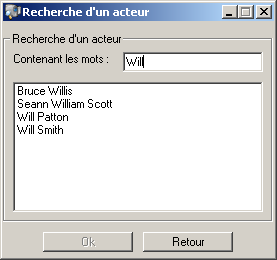 Recherche d'un acteur
Recherche d'un acteur
Contenant les mots : Will
Bruce Willis
Seann William Scott
Will Patton
Will Smith
Ok Retour